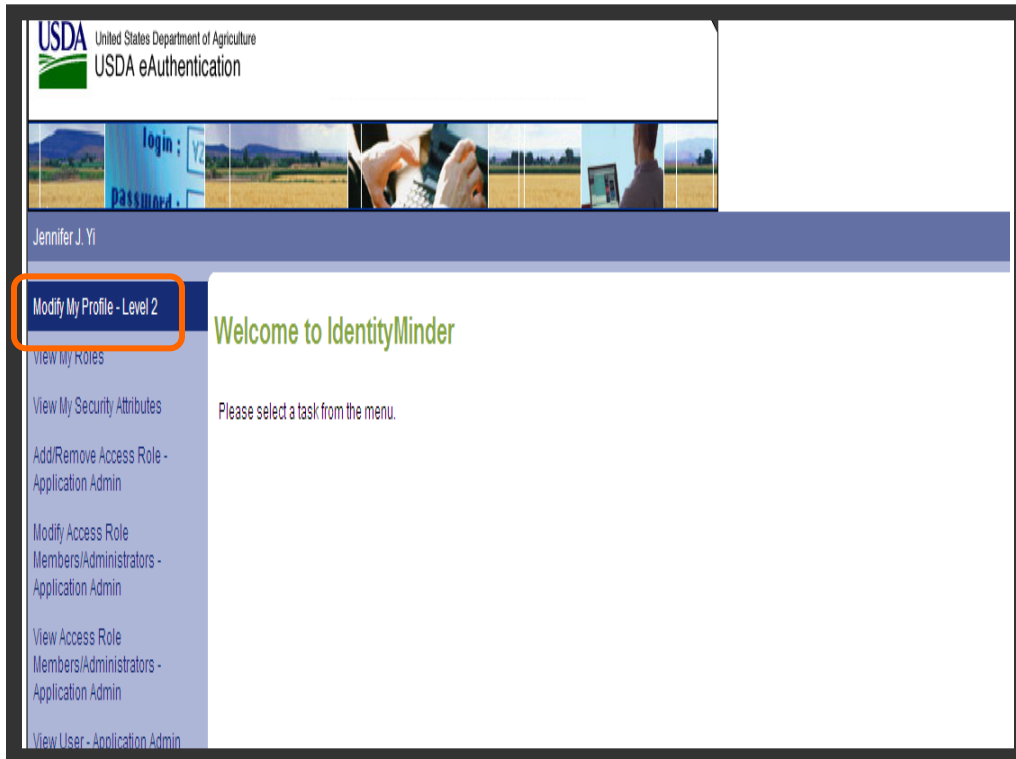 USDA United States Department of Agriculture
USDA eAuthentication
login : YZ
password :
Jennifer J. Yi
Modify My Profile - Level 2
Welcome to IdentityMinder
View My Roles
View My Security Attributes
Please select a task from the menu.
Add/Remove Access Role -
Application Admin
Modify Access Role
Members/Administrators -
Application Admin
View Access Role
Members/Administrators -
Application Admin
View User - Application Admin